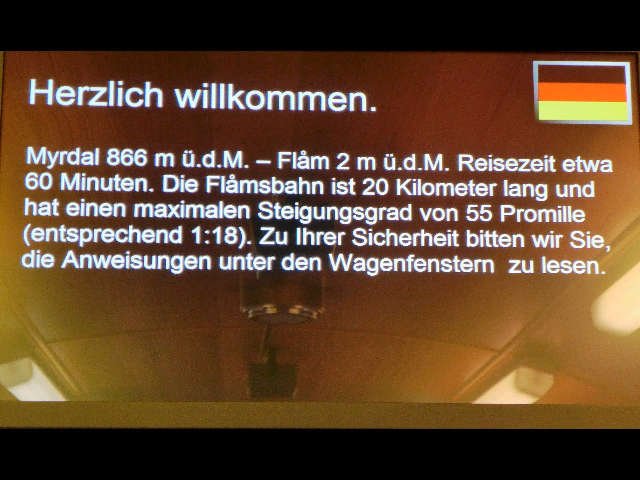 Herzlich willkommen.
Myrdal 866 m ü.d.M. – Flåm 2 m ü.d.M. Reisezeit etwa
60 Minuten. Die Flåmsbahn ist 20 Kilometer lang und
hat einen maximalen Steigungsgrad von 55 Promille
(entsprechend 1:18). Zu Ihrer Sicherheit bitten wir Sie,
die Anweisungen unter den Wagenfenstern zu lesen.